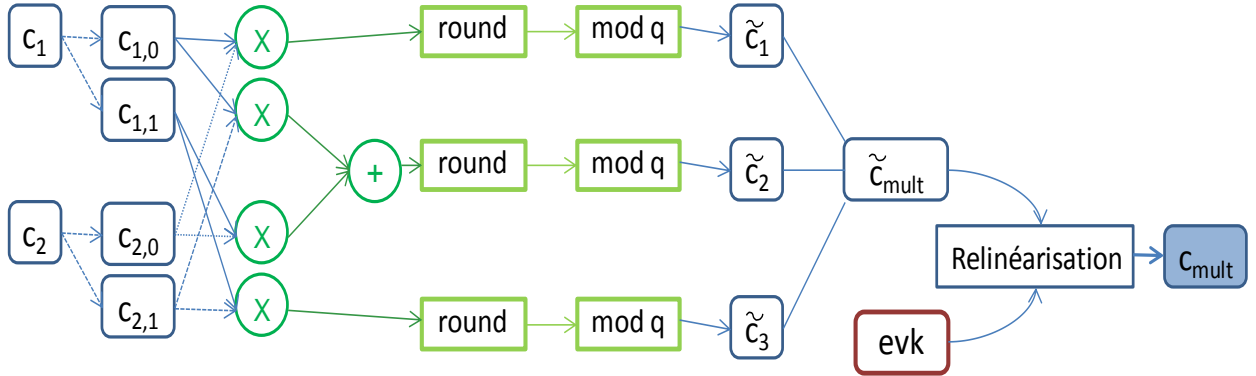 c1 c1,0 X round mod q c̃1
c1,1 X
+ round mod q c̃2 c̃mult
c2 c2,0 X
Relinéarisation cmult
c2,1 X round mod q c̃3
evk